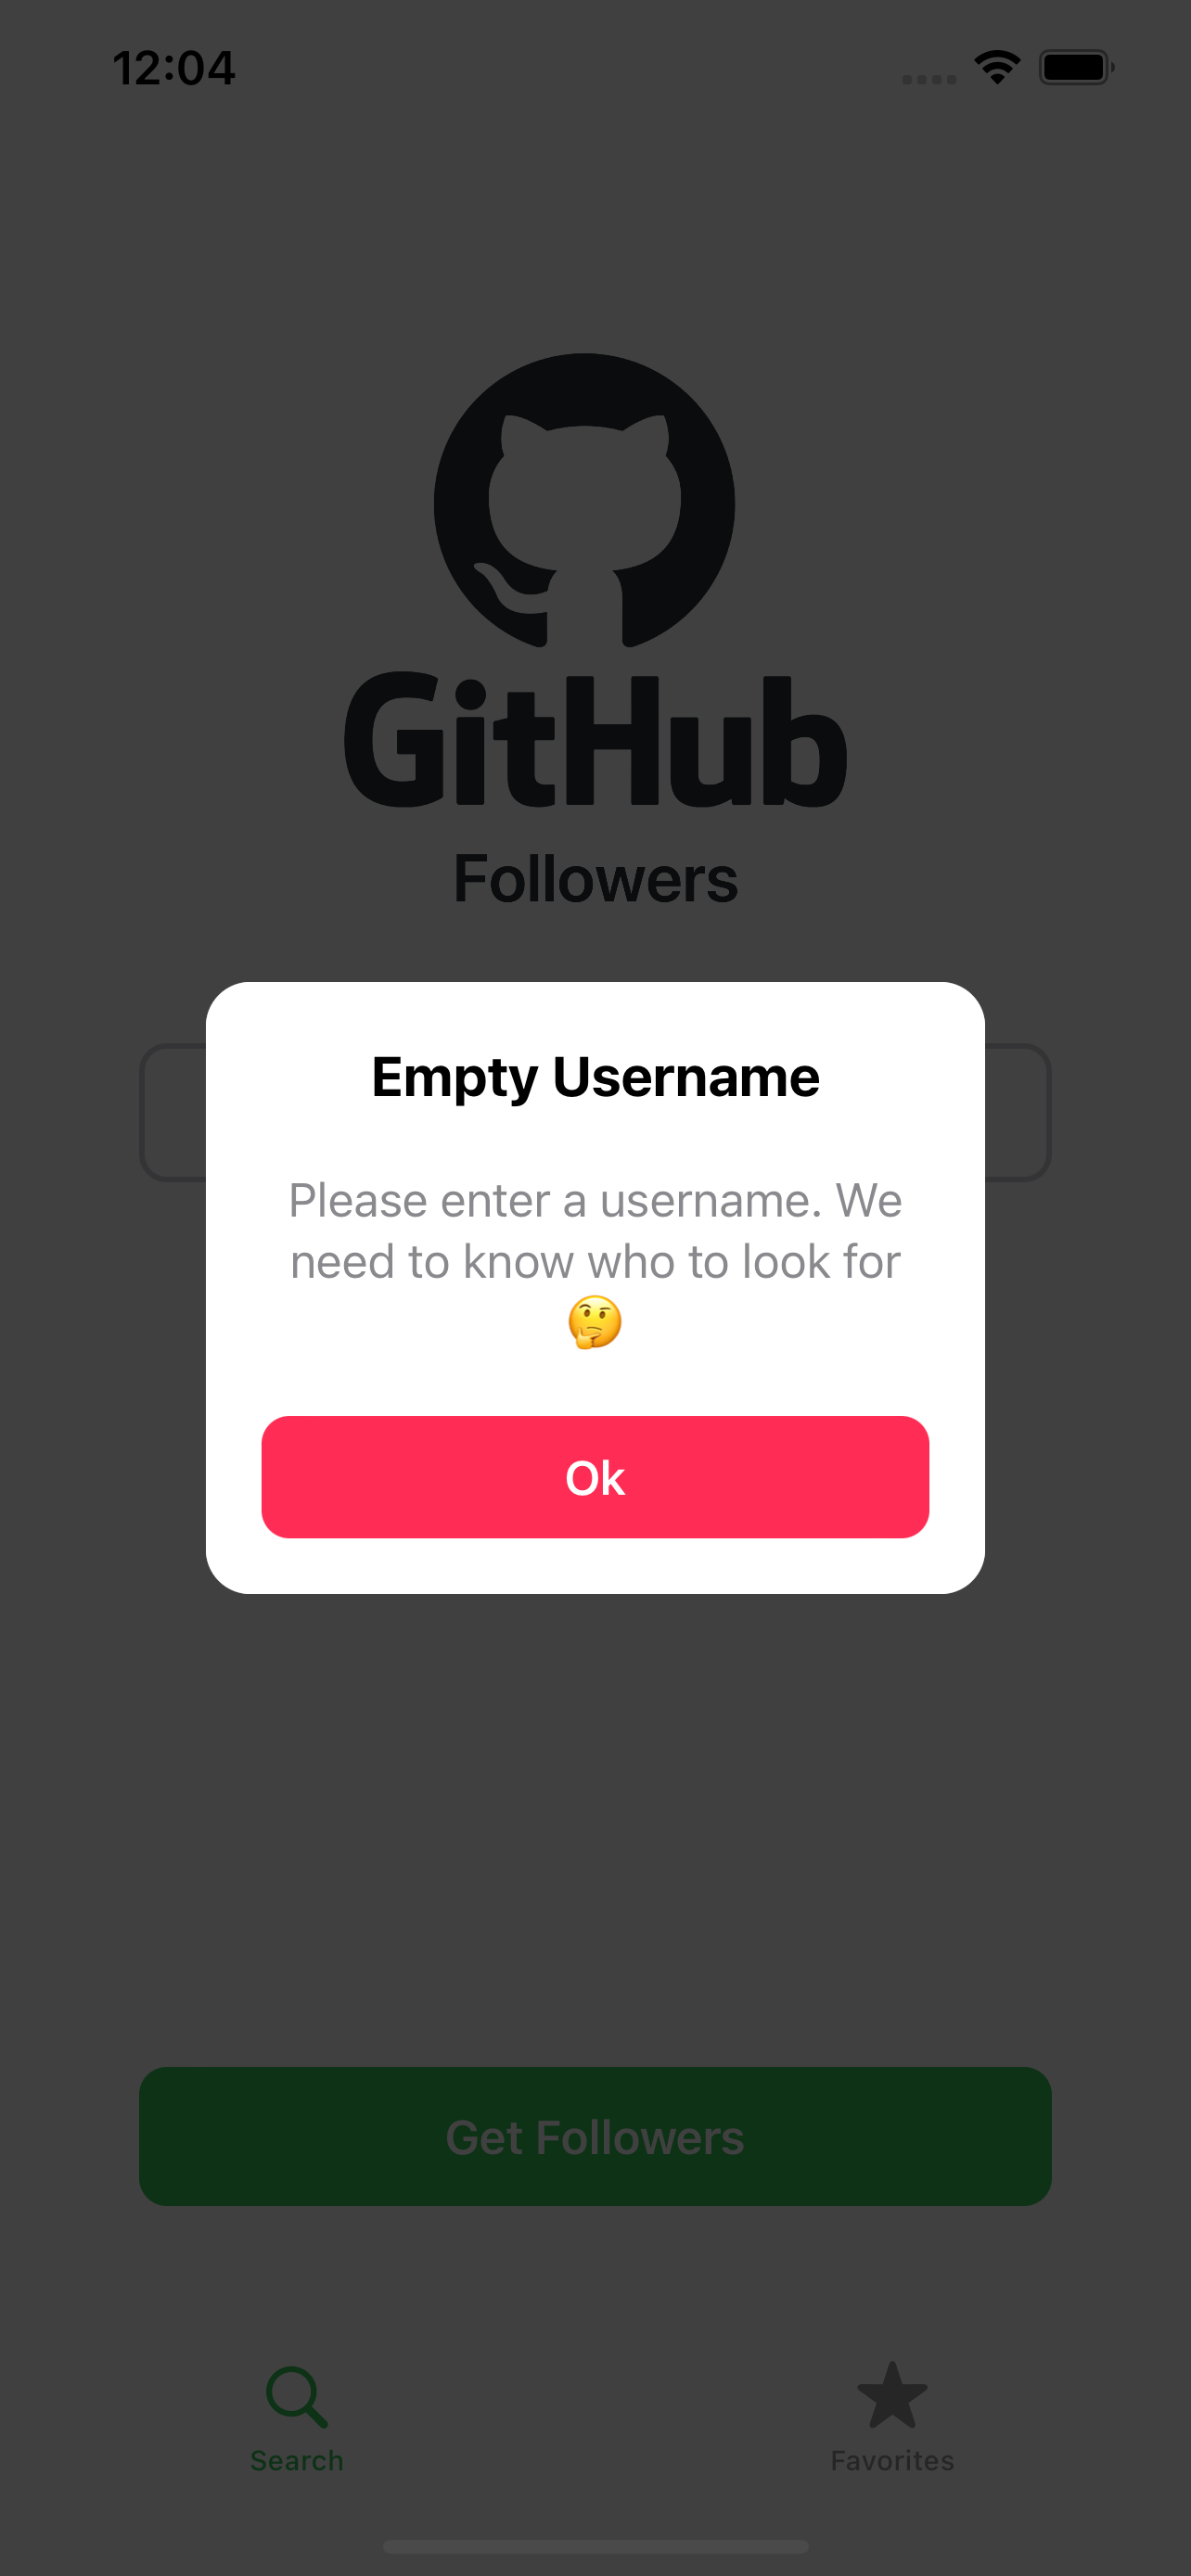 12:04
GitHub
Followers
Empty Username
Please enter a username. We
need to know who to look for
🤔
Ok
Get Followers
Search
Favorites